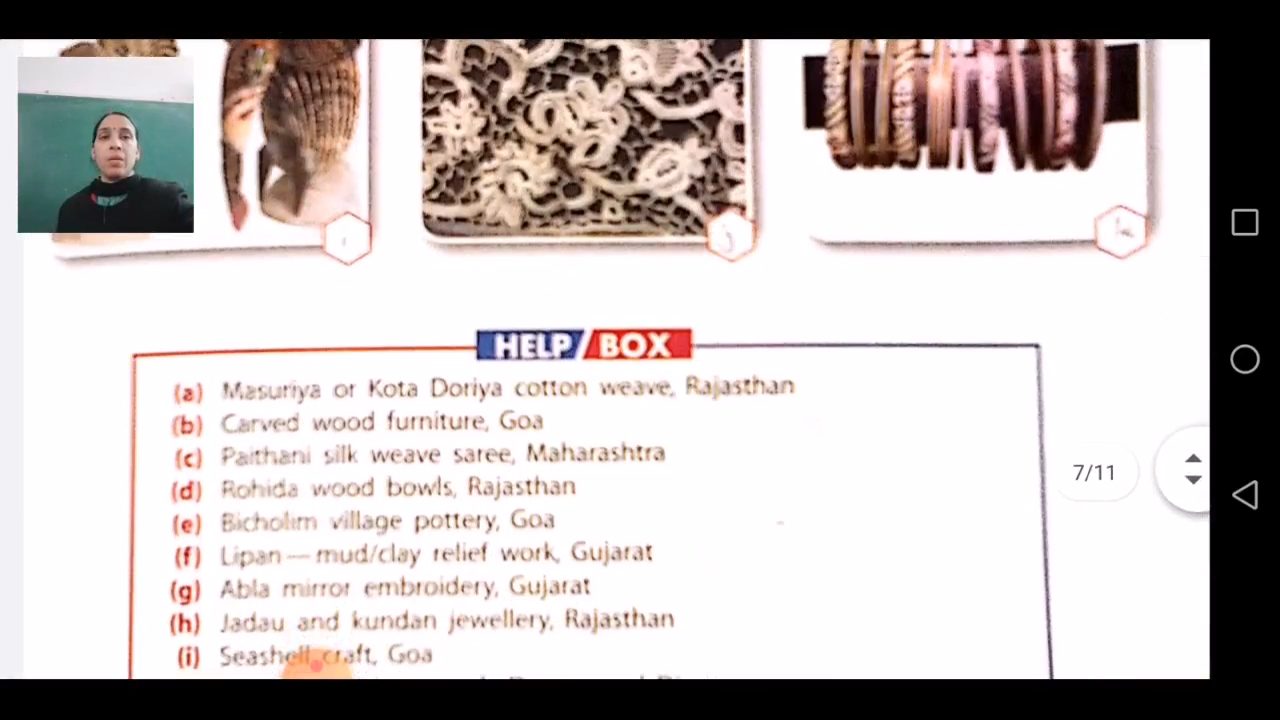 HELP/BOX
(a) Masuriya or Kota Doriya cotton weave, Rajasthan
(b) Carved wood furniture, Goa
(c) Paithani silk weave saree, Maharashtra
(d) Rohida wood bowls, Rajasthan
(e) Bicholim village pottery, Goa
(f) Lipan — mud/clay relief work, Gujarat
(g) Abla mirror embroidery, Gujarat
(h) Jadau and kundan jewellery, Rajasthan
(i) Seashell craft, Goa
7/11